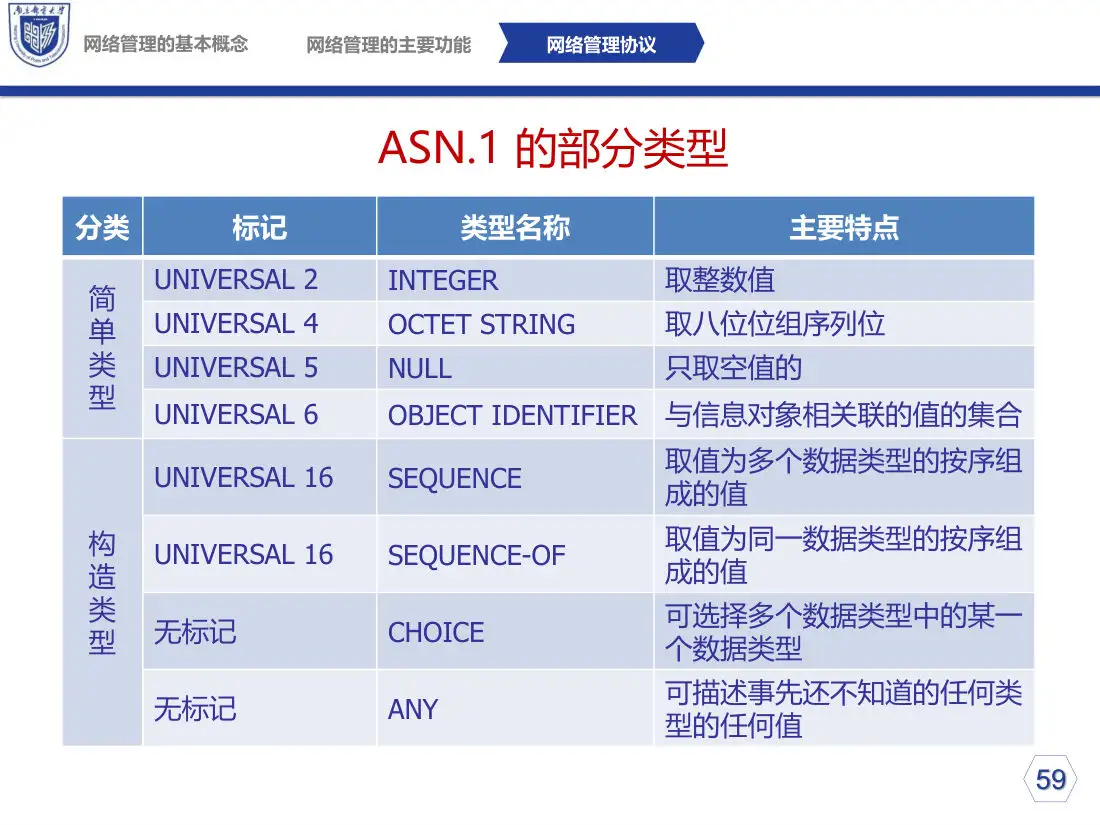 南京邮电大学
网络管理的基本概念
网络管理的主要功能
网络管理协议
ASN.1 的部分类型
分类 标记 类型名称 主要特点
简单类型
UNIVERSAL 2 INTEGER 取整数值
UNIVERSAL 4 OCTET STRING 取八位位组序列位
UNIVERSAL 5 NULL 只取空值的
UNIVERSAL 6 OBJECT IDENTIFIER 与信息对象相关联的值的集合
构造类型
UNIVERSAL 16 SEQUENCE 取值为多个数据类型的按序组
成的值
UNIVERSAL 16 SEQUENCE-OF 取值为同一数据类型的按序组
成的值
无标记 CHOICE 可选择多个数据类型中的某一
个数据类型
无标记 ANY 可描述事先还不知道的任何类
型的任何值
59